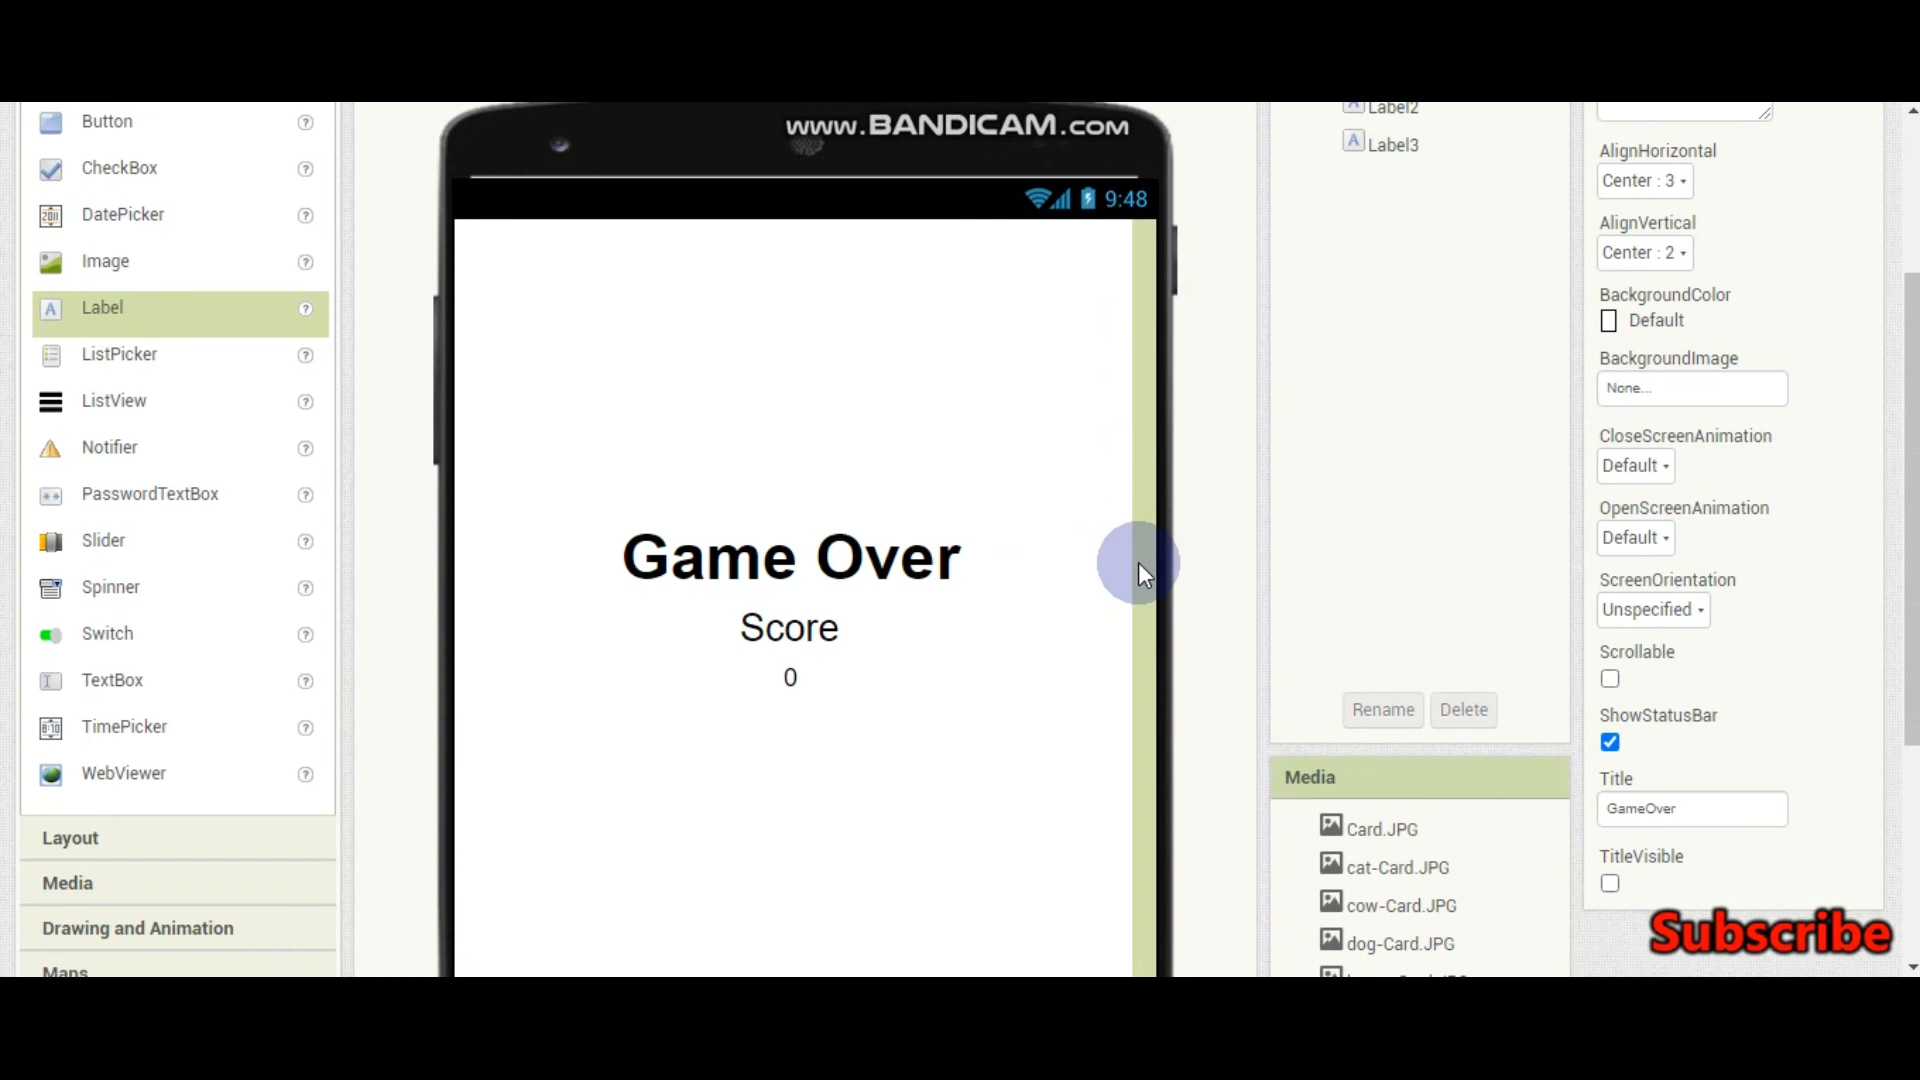 www.BANDICAM.com
Button
CheckBox
DatePicker
Image
Label
ListPicker
ListView
Notifier
PasswordTextBox
Slider
Spinner
Switch
TextBox
TimePicker
WebViewer
Layout
Media
Drawing and Animation
Maps
9:48
Game Over
Score
0
Label2
Label3
Rename
Delete
Media
Card.JPG
cat-Card.JPG
cow-Card.JPG
dog-Card.JPG
AlignHorizontal
Center : 3
AlignVertical
Center : 2
BackgroundColor
Default
BackgroundImage
None...
CloseScreenAnimation
Default
OpenScreenAnimation
Default
ScreenOrientation
Unspecified
Scrollable
ShowStatusBar
Title
GameOver
TitleVisible
Subscribe